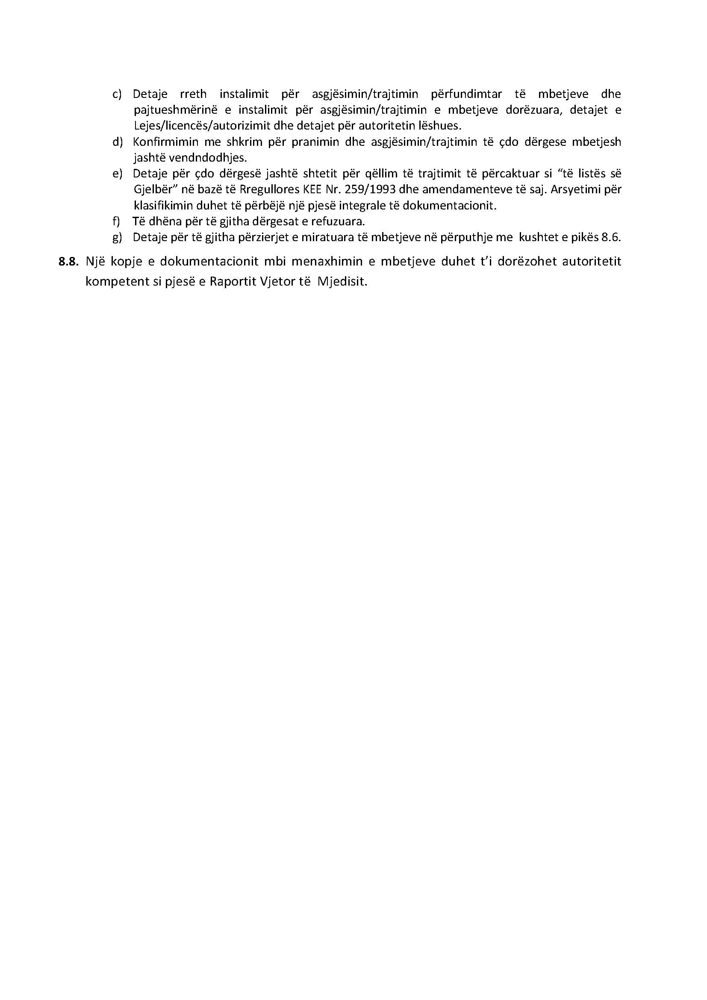 c) Detaje rreth instalimit për asgjësimin/trajtimin përfundimtar të mbetjeve dhe
pajtueshmërinë e instalimit për asgjësimin/trajtimin e mbetjeve dorëzuara, detajet e
Lejes/licencës/autorizimit dhe detajet për autoritetin lëshues.
d) Konfirmimin me shkrim për pranimin dhe asgjësimin/trajtimin të çdo dërgese mbetjesh
jashtë vendndodhjes.
e) Detaje për çdo dërgesë jashtë shtetit për qëllim të trajtimit të përcaktuar si “të listës së
Gjelbër” në bazë të Rregullores KEE Nr. 259/1993 dhe amendamenteve të saj. Arsyetimi për
klasifikimin duhet të përbëjë një pjesë integrale të dokumentacionit.
f) Të dhëna për të gjitha dërgesat e refuzuara.
g) Detaje për të gjitha përzierjet e miratuara të mbetjeve në përputhje me kushtet e pikës 8.6.
8.8. Një kopje e dokumentacionit mbi menaxhimin e mbetjeve duhet t’i dorëzohet autoritetit
kompetent si pjesë e Raportit Vjetor të Mjedisit.